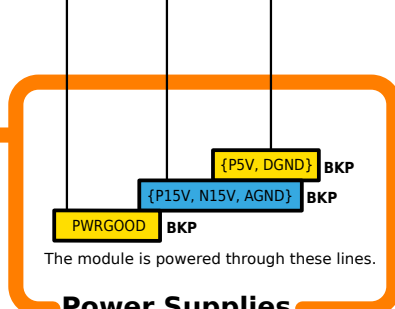 {P5V, DGND} BKP
{P15V, N15V, AGND} BKP
PWRGOOD BKP
The module is powered through these lines.
Power Supplies